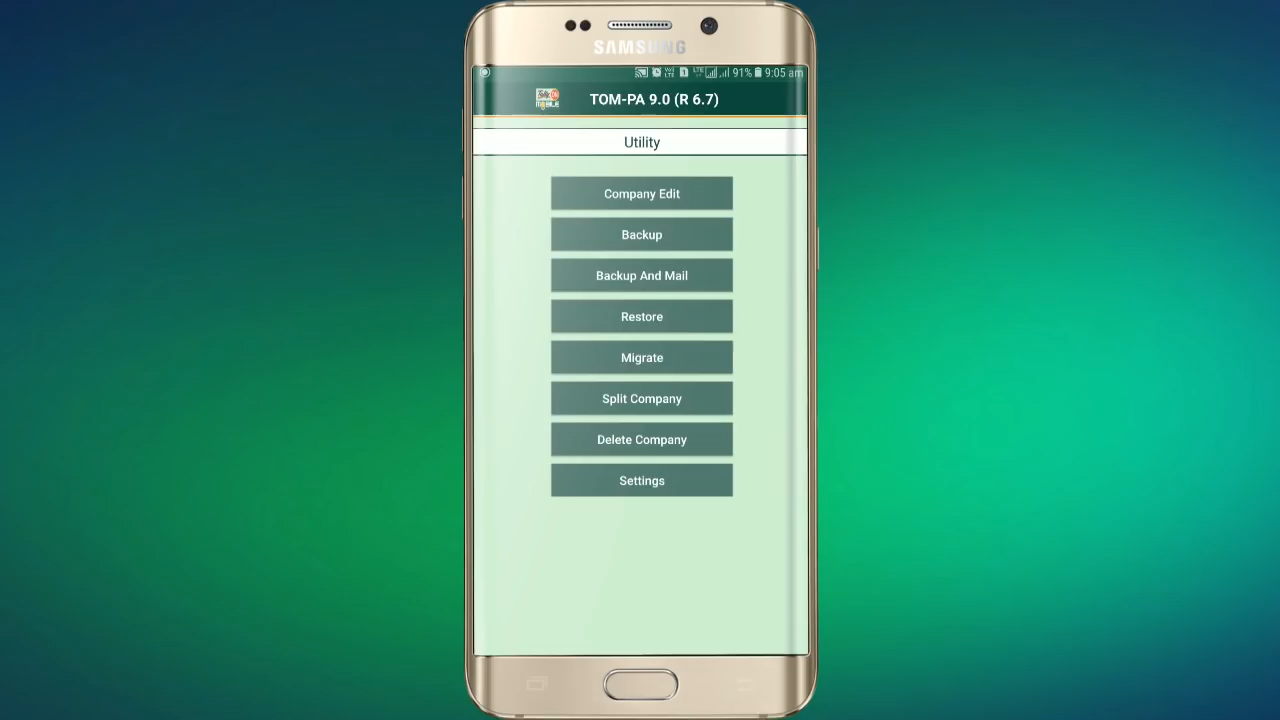 SAMSUNG
91% 9:05 am
TOM-PA 9.0 (R 6.7)
Utility
Company Edit
Backup
Backup And Mail
Restore
Migrate
Split Company
Delete Company
Settings